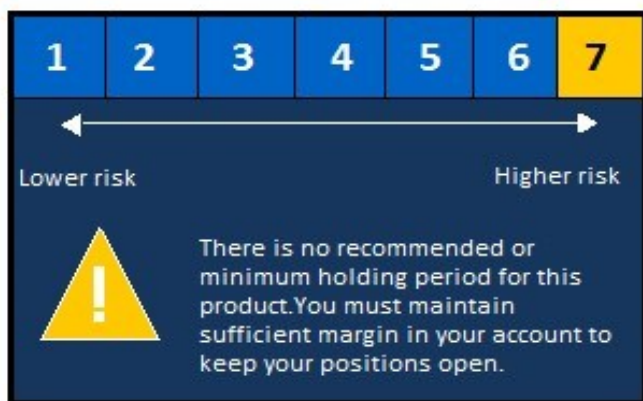 1 2 3 4 5 6 7
Lower risk Higher risk
!
There is no recommended or
minimum holding period for this
product.You must maintain
sufficient margin in your account to
keep your positions open.